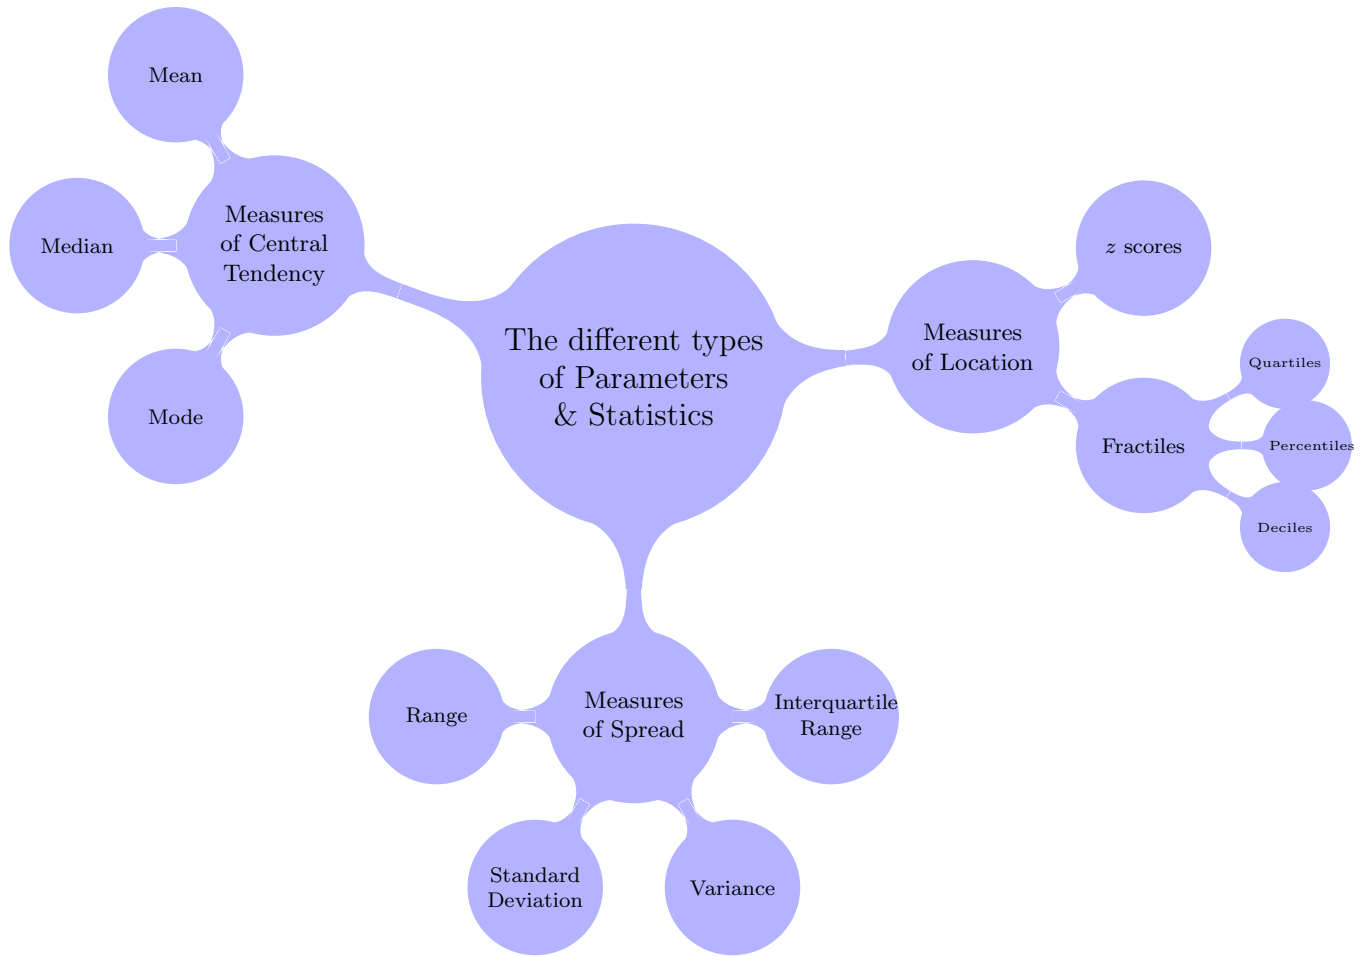 Mean
Measures
of Central
Tendency
Median
Mode
The different types
of Parameters
& Statistics
z scores
Measures
of Location
Quartiles
Fractiles
Percentiles
Deciles
Measures
of Spread
Range
Interquartile
Range
Standard
Deviation
Variance